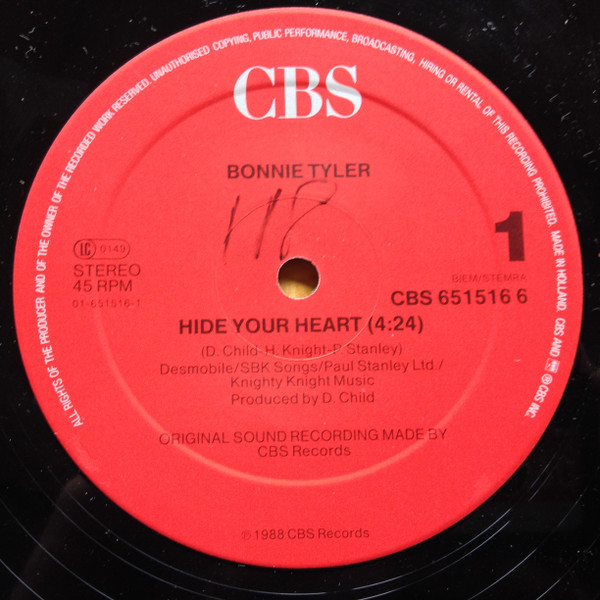 ALL RIGHTS OF THE PRODUCER AND OF THE OWNER OF THE RECORDED WORK RESERVED. UNAUTHORISED COPYING, PUBLIC PERFORMANCE, BROADCASTING, HIRING OR RENTAL OF THIS RECORDING PROHIBITED. MADE IN HOLLAND. CBS AND ® © CBS INC.
CBS
BONNIE TYLER
118
1
LC 0149
STEREO
45 RPM
01-651516-1
BIEM/STEMRA
CBS 651516 6
HIDE YOUR HEART (4:24)
(D. Child-H. Knight-P. Stanley)
Desmobile/SBK Songs/Paul Stanley Ltd./
Knighty Knight Music
Produced by D. Child
ORIGINAL SOUND RECORDING MADE BY
CBS Records
℗ 1988 CBS Records